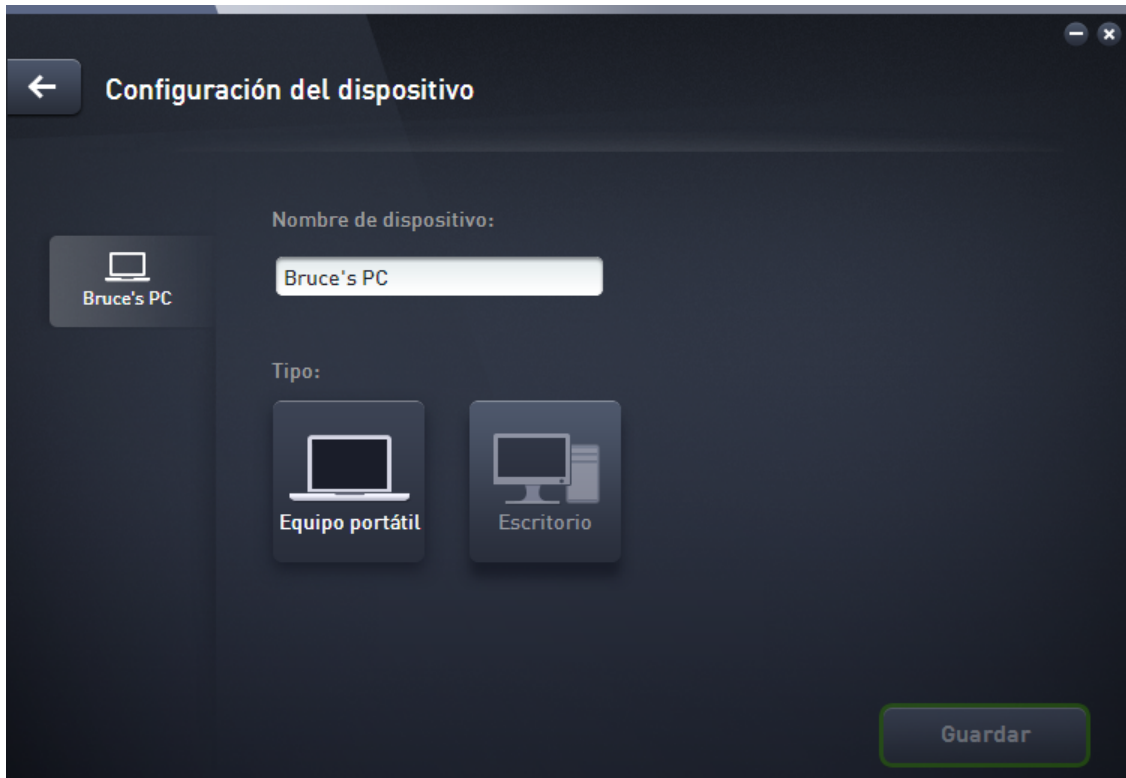 Configuración del dispositivo
Nombre de dispositivo:
Bruce's PC
Bruce's PC
Tipo:
Equipo portátil
Escritorio
Guardar